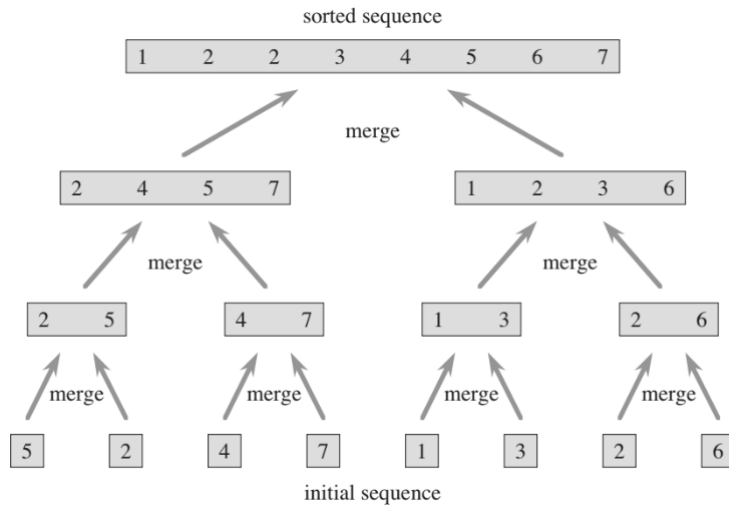 sorted sequence
1 2 2 3 4 5 6 7
merge
2 4 5 7 1 2 3 6
merge merge
2 5 4 7 1 3 2 6
merge merge merge merge
5 2 4 7 1 3 2 6
initial sequence